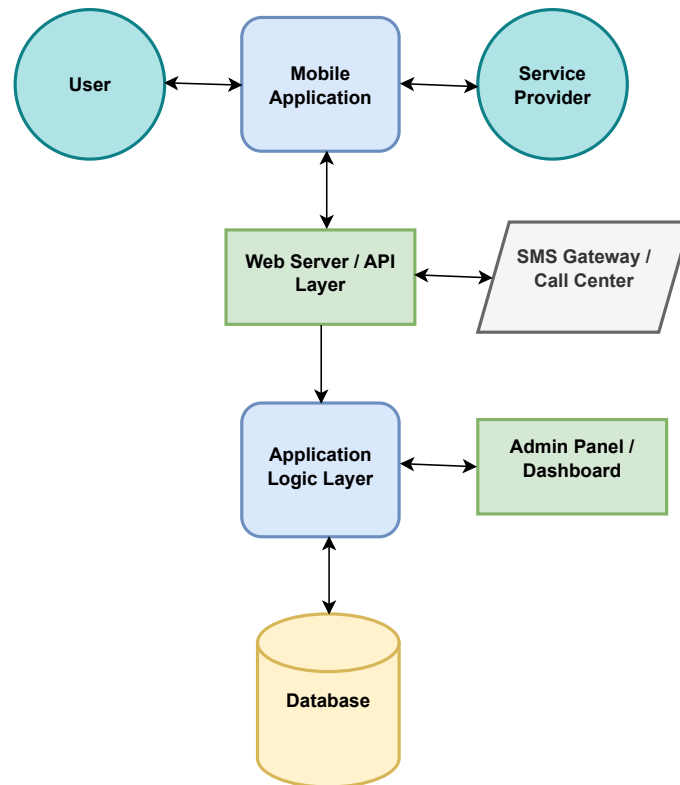 User
Mobile
Application
Service
Provider
Web Server / API
Layer
SMS Gateway /
Call Center
Application
Logic Layer
Admin Panel /
Dashboard
Database